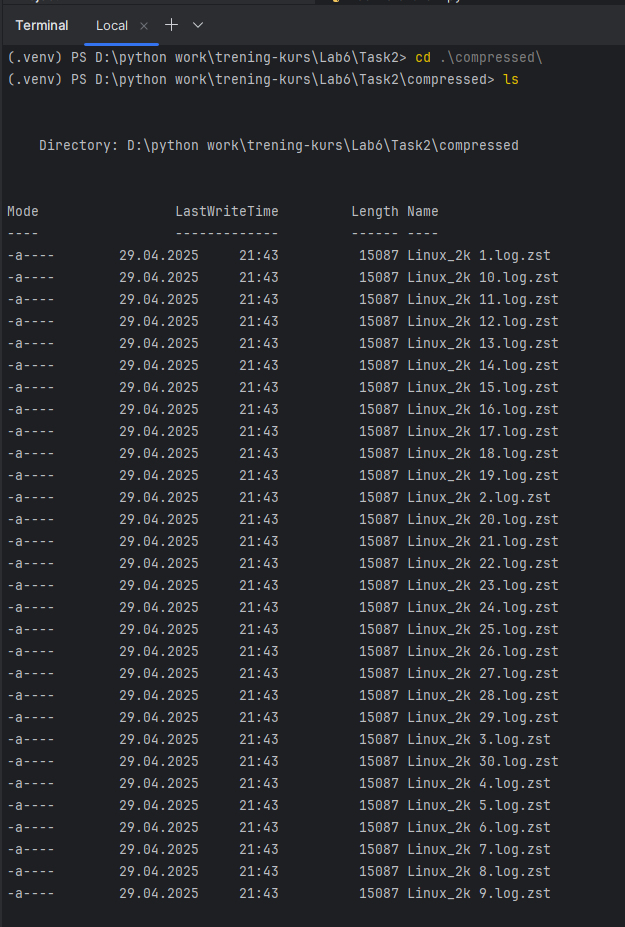 Terminal Local × +
(.venv) PS D:\python work\trening-kurs\Lab6\Task2> cd .\compressed\
(.venv) PS D:\python work\trening-kurs\Lab6\Task2\compressed> ls
Directory: D:\python work\trening-kurs\Lab6\Task2\compressed
Mode LastWriteTime Length Name
---- ------------- ------ ----
-a---- 29.04.2025 21:43 15087 Linux_2k 1.log.zst
-a---- 29.04.2025 21:43 15087 Linux_2k 10.log.zst
-a---- 29.04.2025 21:43 15087 Linux_2k 11.log.zst
-a---- 29.04.2025 21:43 15087 Linux_2k 12.log.zst
-a---- 29.04.2025 21:43 15087 Linux_2k 13.log.zst
-a---- 29.04.2025 21:43 15087 Linux_2k 14.log.zst
-a---- 29.04.2025 21:43 15087 Linux_2k 15.log.zst
-a---- 29.04.2025 21:43 15087 Linux_2k 16.log.zst
-a---- 29.04.2025 21:43 15087 Linux_2k 17.log.zst
-a---- 29.04.2025 21:43 15087 Linux_2k 18.log.zst
-a---- 29.04.2025 21:43 15087 Linux_2k 19.log.zst
-a---- 29.04.2025 21:43 15087 Linux_2k 2.log.zst
-a---- 29.04.2025 21:43 15087 Linux_2k 20.log.zst
-a---- 29.04.2025 21:43 15087 Linux_2k 21.log.zst
-a---- 29.04.2025 21:43 15087 Linux_2k 22.log.zst
-a---- 29.04.2025 21:43 15087 Linux_2k 23.log.zst
-a---- 29.04.2025 21:43 15087 Linux_2k 24.log.zst
-a---- 29.04.2025 21:43 15087 Linux_2k 25.log.zst
-a---- 29.04.2025 21:43 15087 Linux_2k 26.log.zst
-a---- 29.04.2025 21:43 15087 Linux_2k 27.log.zst
-a---- 29.04.2025 21:43 15087 Linux_2k 28.log.zst
-a---- 29.04.2025 21:43 15087 Linux_2k 29.log.zst
-a---- 29.04.2025 21:43 15087 Linux_2k 3.log.zst
-a---- 29.04.2025 21:43 15087 Linux_2k 30.log.zst
-a---- 29.04.2025 21:43 15087 Linux_2k 4.log.zst
-a---- 29.04.2025 21:43 15087 Linux_2k 5.log.zst
-a---- 29.04.2025 21:43 15087 Linux_2k 6.log.zst
-a---- 29.04.2025 21:43 15087 Linux_2k 7.log.zst
-a---- 29.04.2025 21:43 15087 Linux_2k 8.log.zst
-a---- 29.04.2025 21:43 15087 Linux_2k 9.log.zst